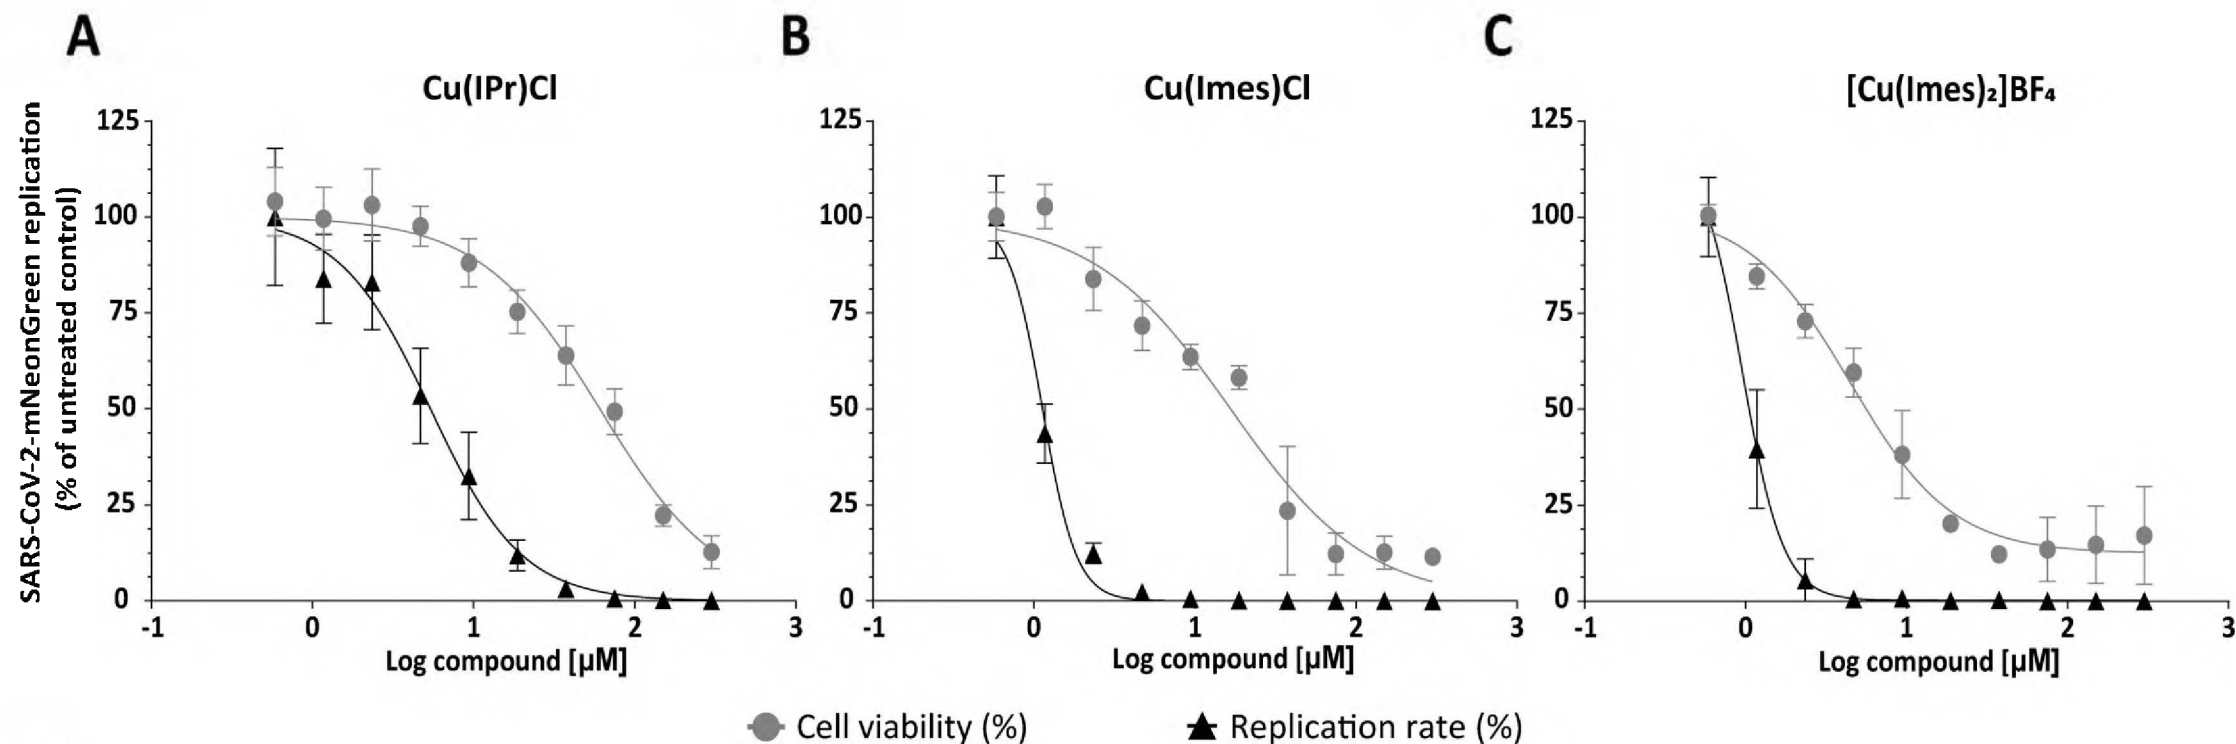 A
B
C
Cu(IPr)Cl
Cu(Imes)Cl
[Cu(Imes)₂]BF₄
SARS-CoV-2-mNeonGreen replication
(% of untreated control)
125
100
75
50
25
0
-1
0
1
2
3
Log compound [µM]
125
100
75
50
25
0
-1
0
1
2
3
Log compound [µM]
125
100
75
50
25
0
-1
0
1
2
3
Log compound [µM]
Cell viability (%)
Replication rate (%)